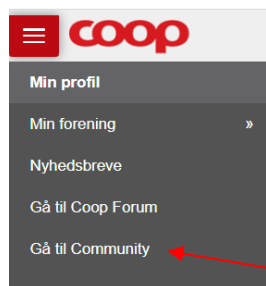 coop
Min profil
Min forening »
Nyhedsbreve
Gå til Coop Forum
Gå til Community